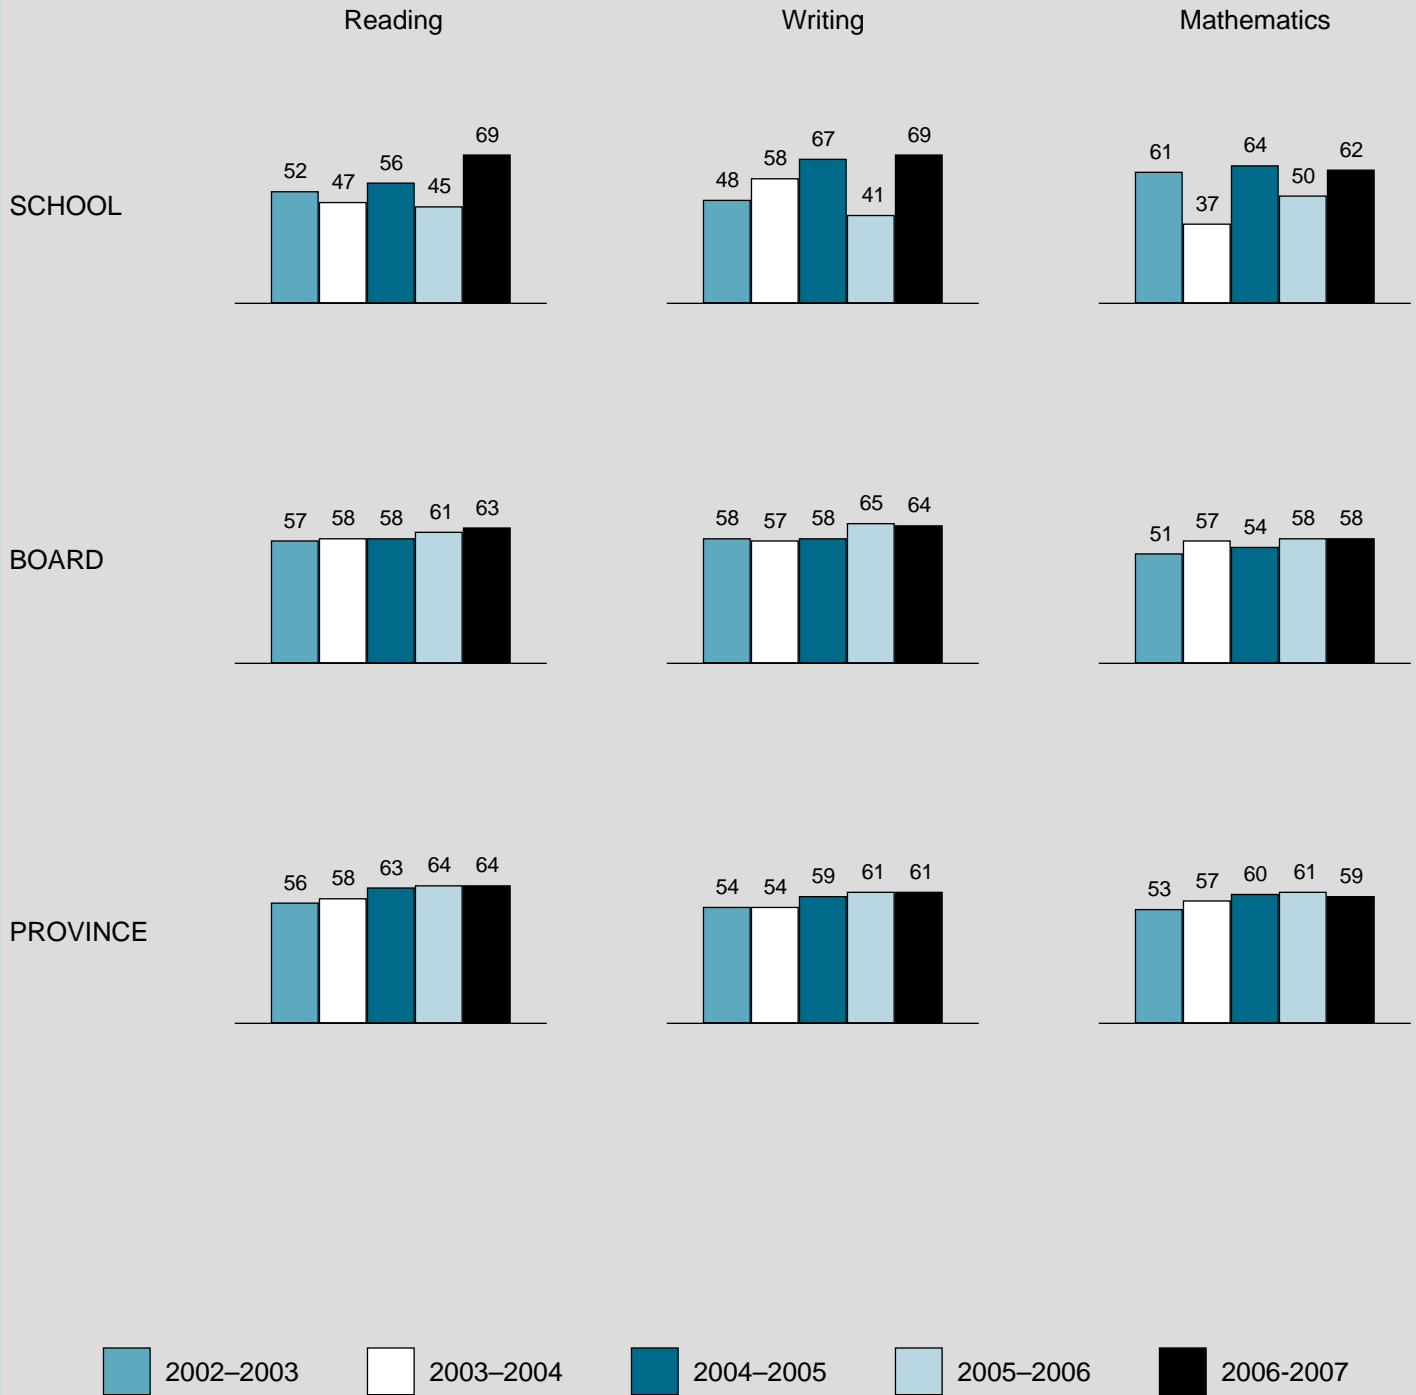 Reading Writing Mathematics
SCHOOL
52 47 56 45 69
48 58 67 41 69
61 37 64 50 62
BOARD
57 58 58 61 63
58 57 58 65 64
51 57 54 58 58
PROVINCE
56 58 63 64 64
54 54 59 61 61
53 57 60 61 59
2002–2003 2003–2004 2004–2005 2005–2006 2006-2007